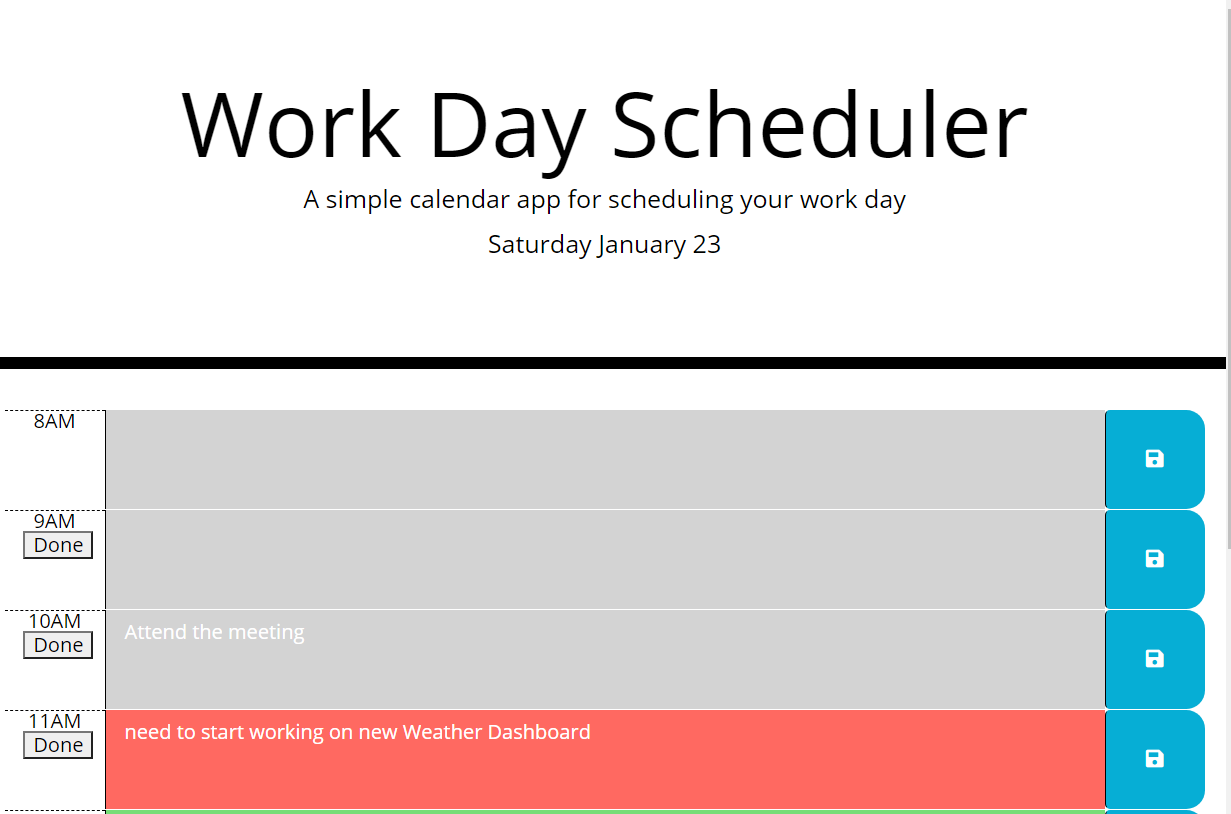 Work Day Scheduler
A simple calendar app for scheduling your work day
Saturday January 23
8AM
9AM
Done
10AM
Done
Attend the meeting
11AM
Done
need to start working on new Weather Dashboard